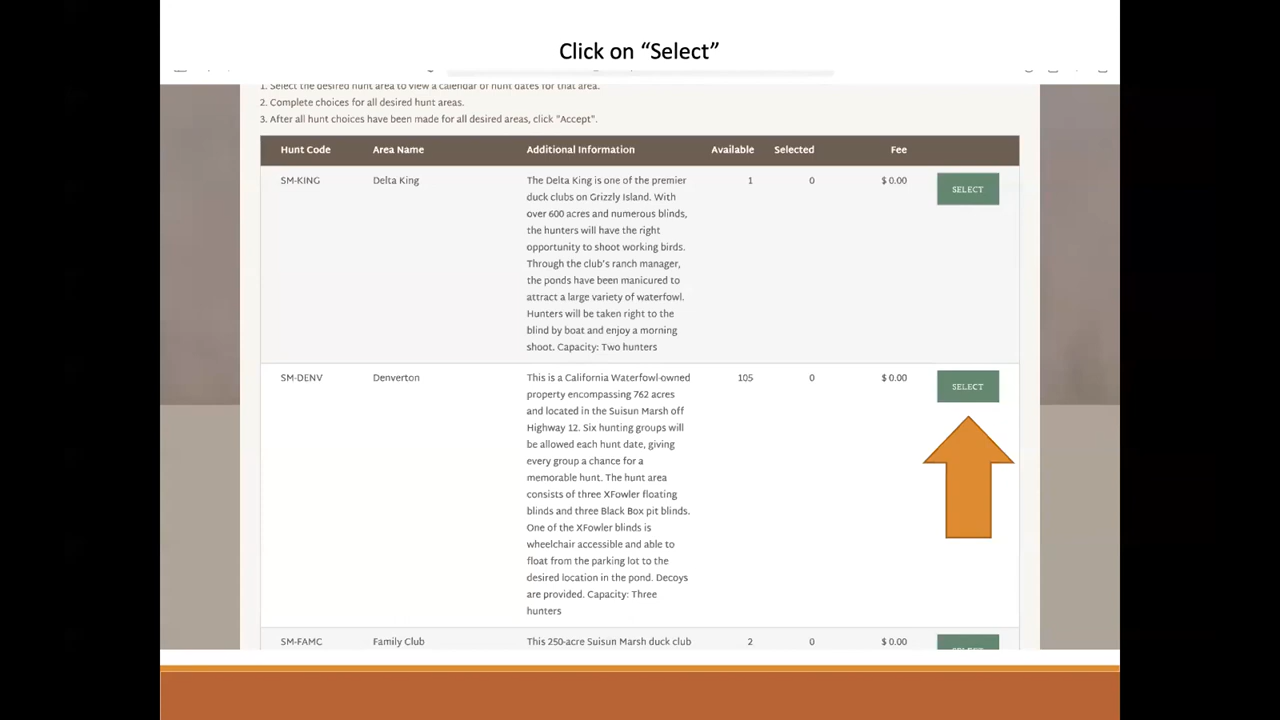 Click on “Select”
1. Select the desired hunt area to view a calendar of hunt dates for that area.
2. Complete choices for all desired hunt areas.
3. After all hunt choices have been made for all desired areas, click "Accept".
Hunt Code Area Name Additional Information Available Selected Fee
SM-KING Delta King The Delta King is one of the premier 1 0 $ 0.00 SELECT
duck clubs on Grizzly Island. With
over 600 acres and numerous blinds,
the hunters will have the right
opportunity to shoot working birds.
Through the club's ranch manager,
the ponds have been manicured to
attract a large variety of waterfowl.
Hunters will be taken right to the
blind by boat and enjoy a morning
shoot. Capacity: Two hunters
SM-DENV Denverton This is a California Waterfowl-owned 105 0 $ 0.00 SELECT
property encompassing 762 acres
and located in the Suisun Marsh off
Highway 12. Six hunting groups will
be allowed each hunt date, giving
every group a chance for a
memorable hunt. The hunt area
consists of three XFowler floating
blinds and three Black Box pit blinds.
One of the XFowler blinds is
wheelchair accessible and able to
float from the parking lot to the
desired location in the pond. Decoys
are provided. Capacity: Three
hunters
SM-FAMC Family Club This 250-acre Suisun Marsh duck club 2 0 $ 0.00 SELECT